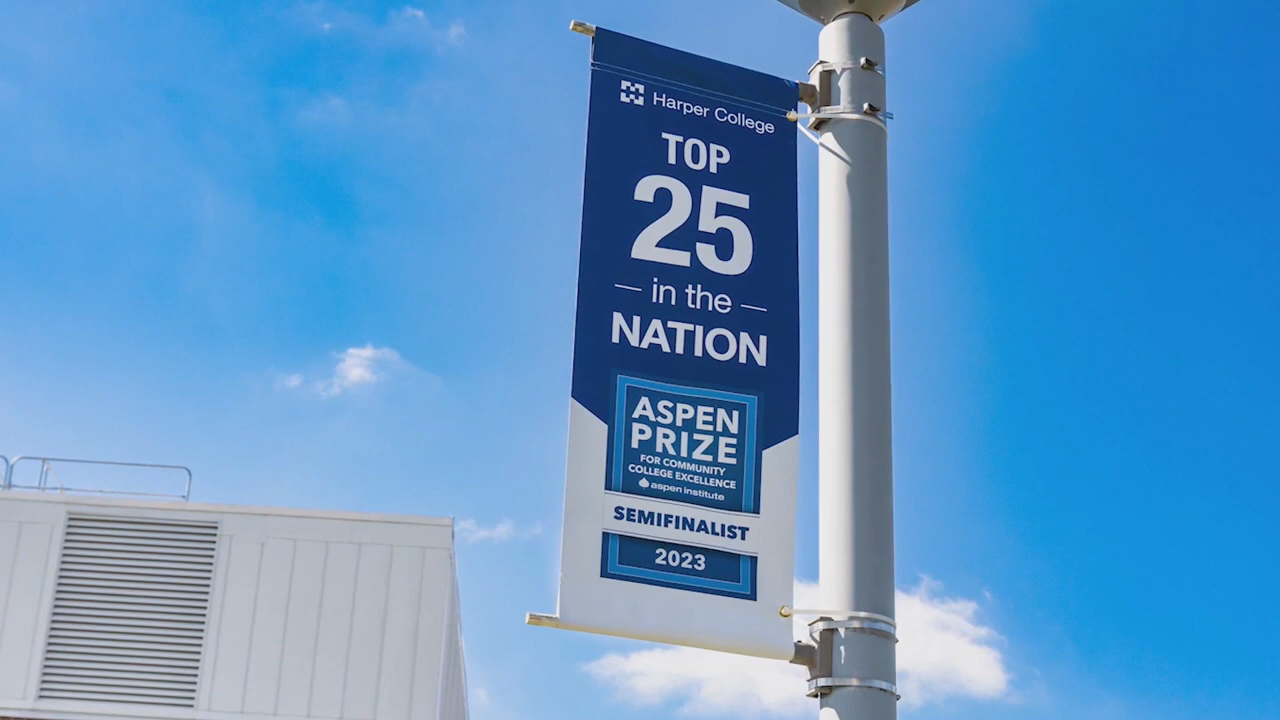 Harper College
TOP
25
in the
NATION
ASPEN
PRIZE
FOR COMMUNITY
COLLEGE EXCELLENCE
aspen institute
SEMIFINALIST
2023